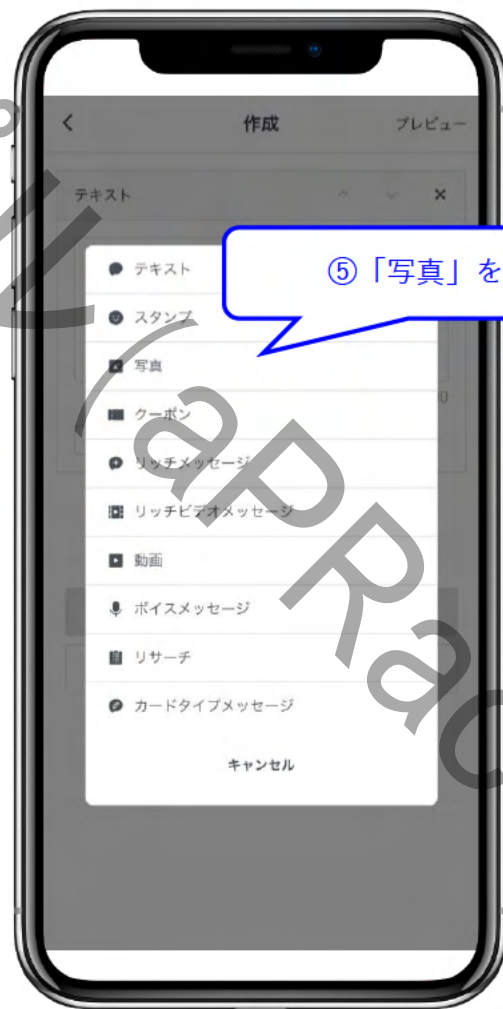 作成
プレビュー
テキスト
⑤「写真」を
テキスト
スタンプ
写真
クーポン
リッチメッセージ
リッチビデオメッセージ
動画
ボイスメッセージ
リサーチ
カードタイプメッセージ
キャンセル